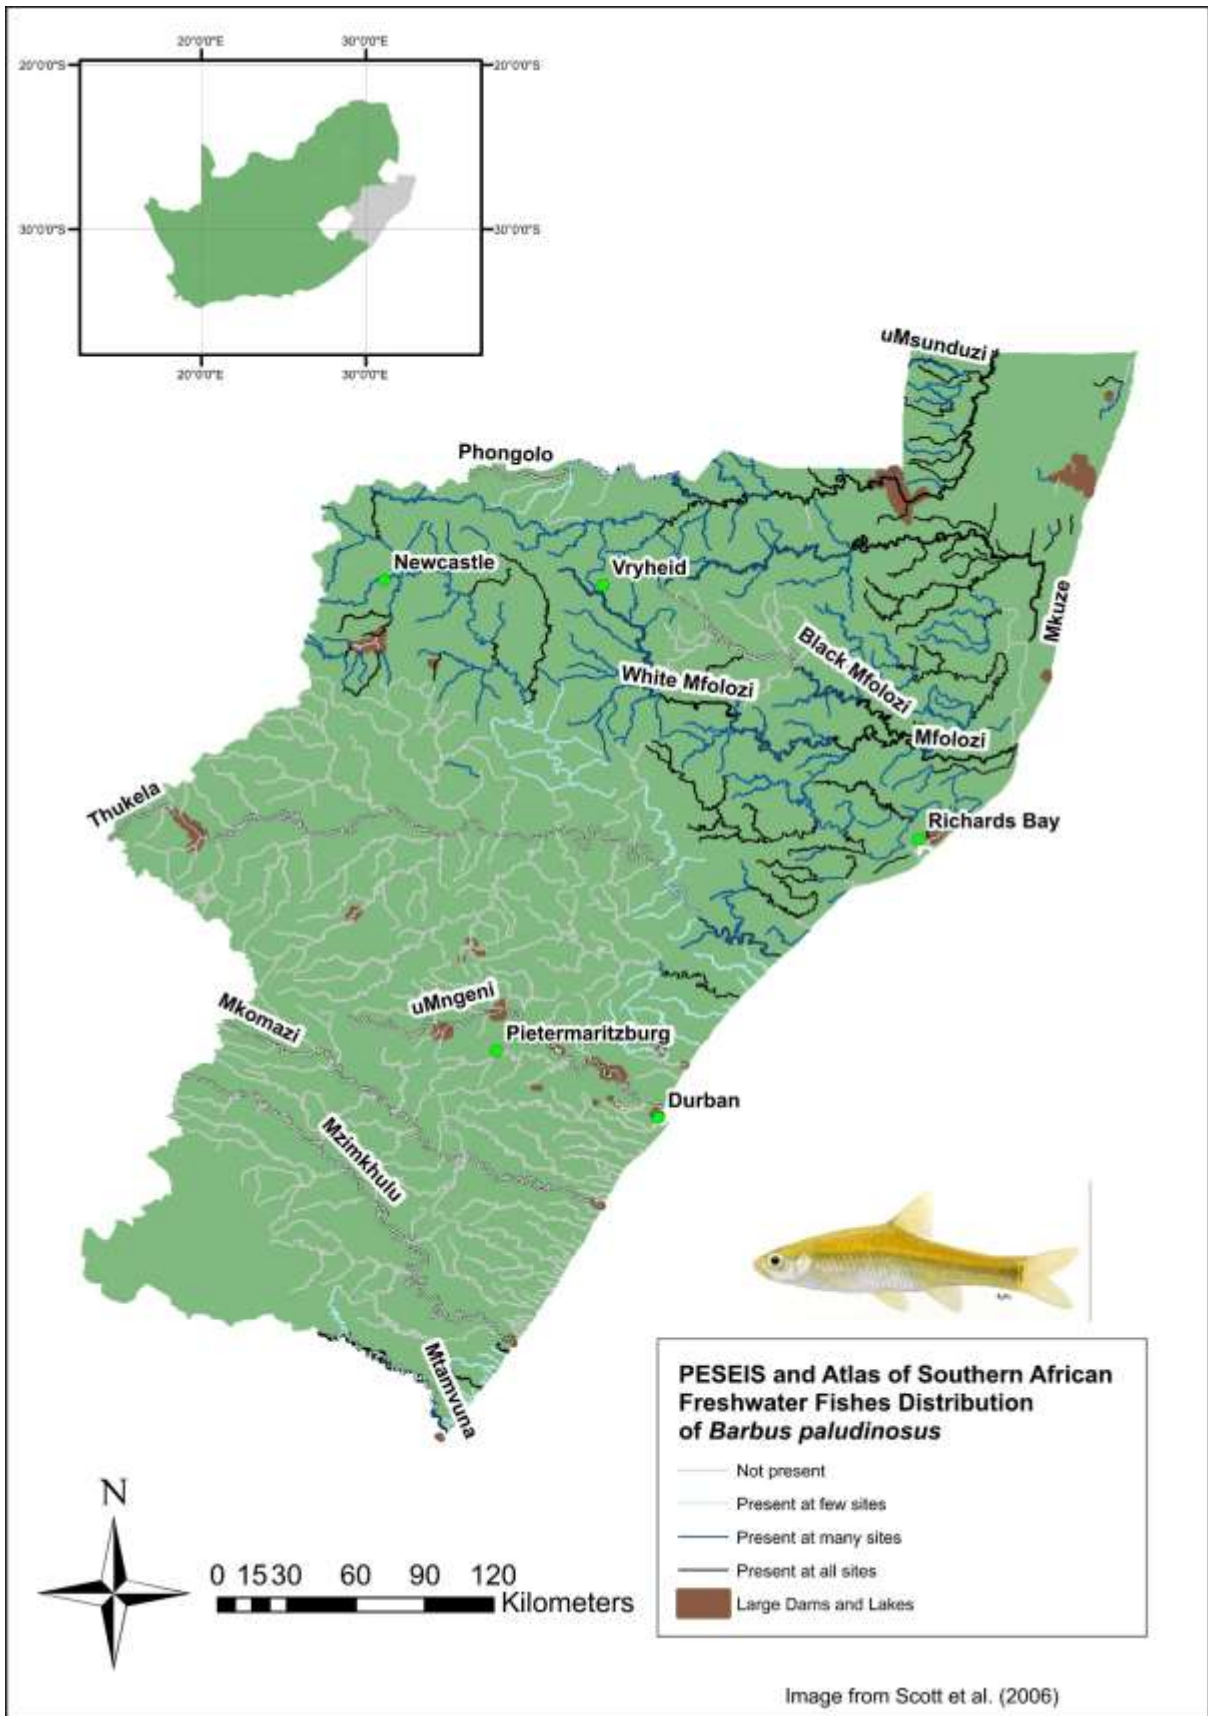 20°0'0"E 30°0'0"E
20°0'0"S 20°0'0"S
30°0'0"S 30°0'0"S
20°0'0"E 30°0'0"E
uMsunduzi
Phongolo
Newcastle
Vryheid
Mkuze
Black Mfolozi
White Mfolozi
Mfolozi
Thukela
Richards Bay
uMngeni
Mkomazi
Pietermaritzburg
Durban
Mzimkhulu
Mtamvuna
PESEIS and Atlas of Southern African
Freshwater Fishes Distribution
of Barbus paludinosus
Not present
Present at few sites
Present at many sites
Present at all sites
Large Dams and Lakes
N
0 15 30 60 90 120
Kilometers
Image from Scott et al. (2006)